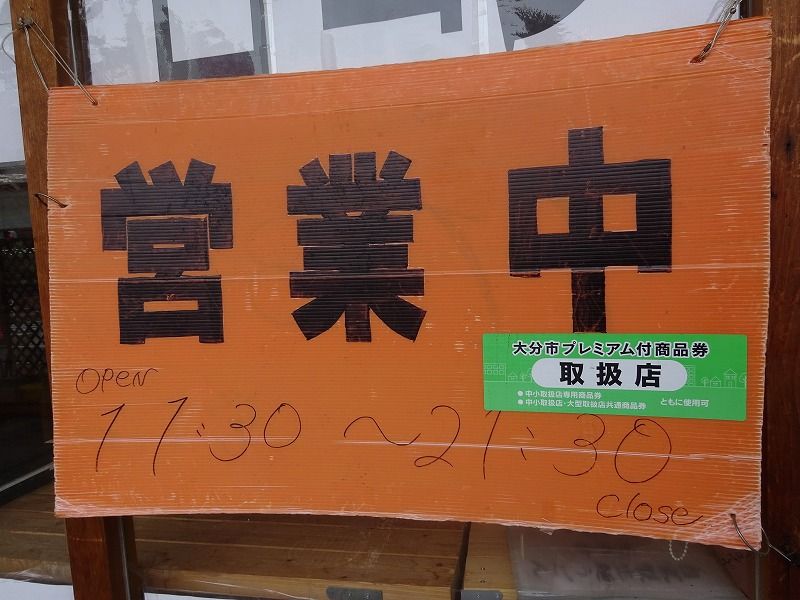 営業中
大分市プレミアム付商品券
取扱店
● 中小取扱店専用商品券
● 中小取扱店・大型取扱店共通商品券
ともに使用可
OPEN
11:30 ~21:30
Close